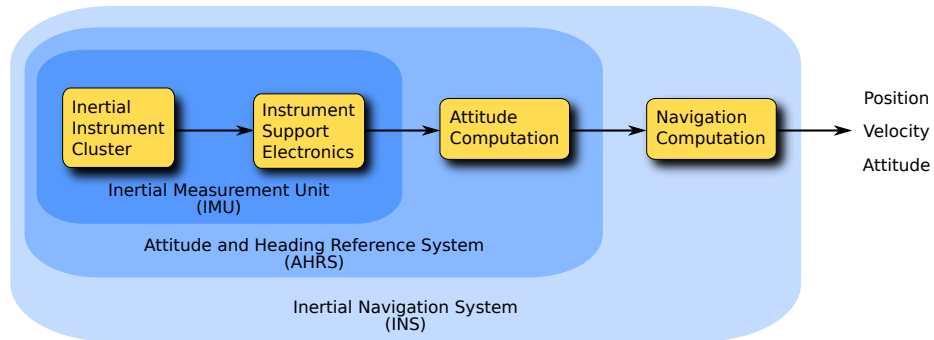 Inertial
Instrument
Cluster
Instrument
Support
Electronics
Attitude
Computation
Navigation
Computation
Position
Velocity
Attitude
Inertial Measurement Unit
(IMU)
Attitude and Heading Reference System
(AHRS)
Inertial Navigation System
(INS)